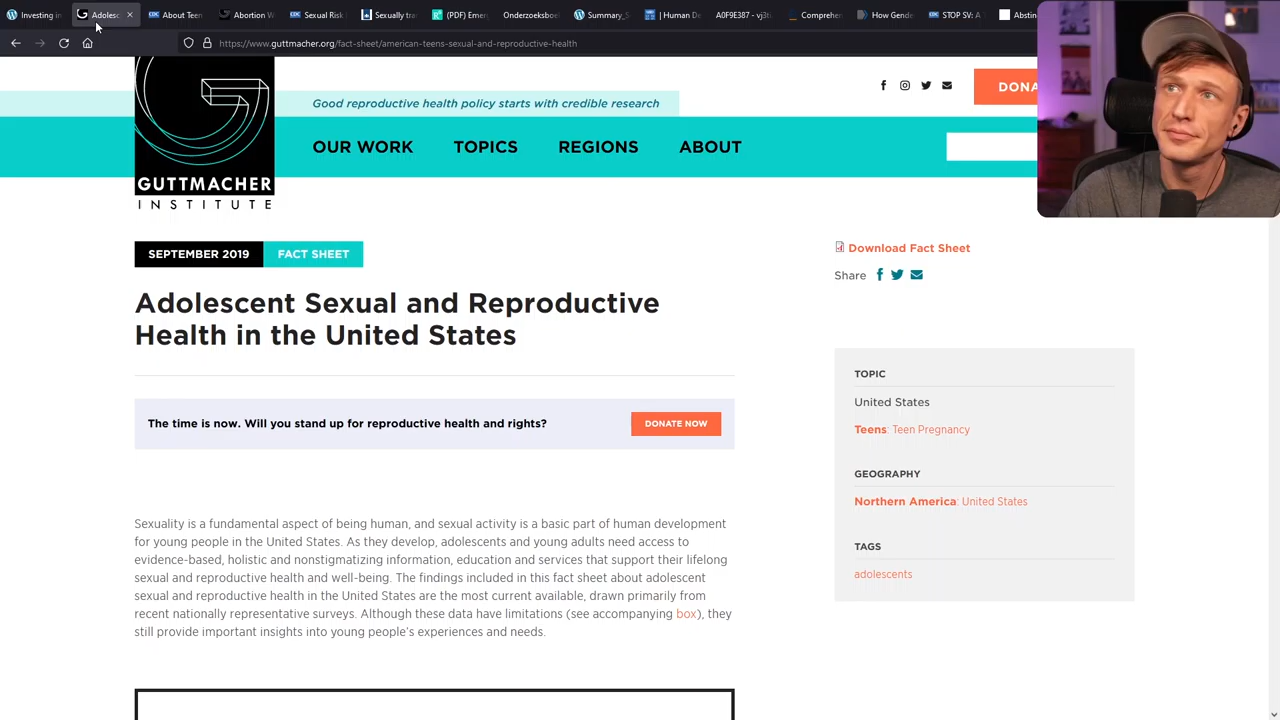 Investing in
Adolesc
About Teen
Abortion W
Sexual Risk
Sexually tra
(PDF) Emer
Onderzoeksbo
Summary_S
Human De
A0F9E387 - vj3tu
Comprehen
How Gende
STOP SV: A
Abstin
https://www.guttmacher.org/fact-sheet/american-teens-sexual-and-reproductive-health
Good reproductive health policy starts with credible research
DONA
OUR WORK
TOPICS
REGIONS
ABOUT
GUTTMACHER
INSTITUTE
SEPTEMBER 2019
FACT SHEET
Adolescent Sexual and Reproductive
Health in the United States
The time is now. Will you stand up for reproductive health and rights?
DONATE NOW
Sexuality is a fundamental aspect of being human, and sexual activity is a basic part of human development
for young people in the United States. As they develop, adolescents and young adults need access to
evidence-based, holistic and nonstigmatizing information, education and services that support their lifelong
sexual and reproductive health and well-being. The findings included in this fact sheet about adolescent
sexual and reproductive health in the United States are the most current available, drawn primarily from
recent nationally representative surveys. Although these data have limitations (see accompanying box), they
still provide important insights into young people's experiences and needs.
Download Fact Sheet
Share
TOPIC
United States
Teens: Teen Pregnancy
GEOGRAPHY
Northern America: United States
TAGS
adolescents